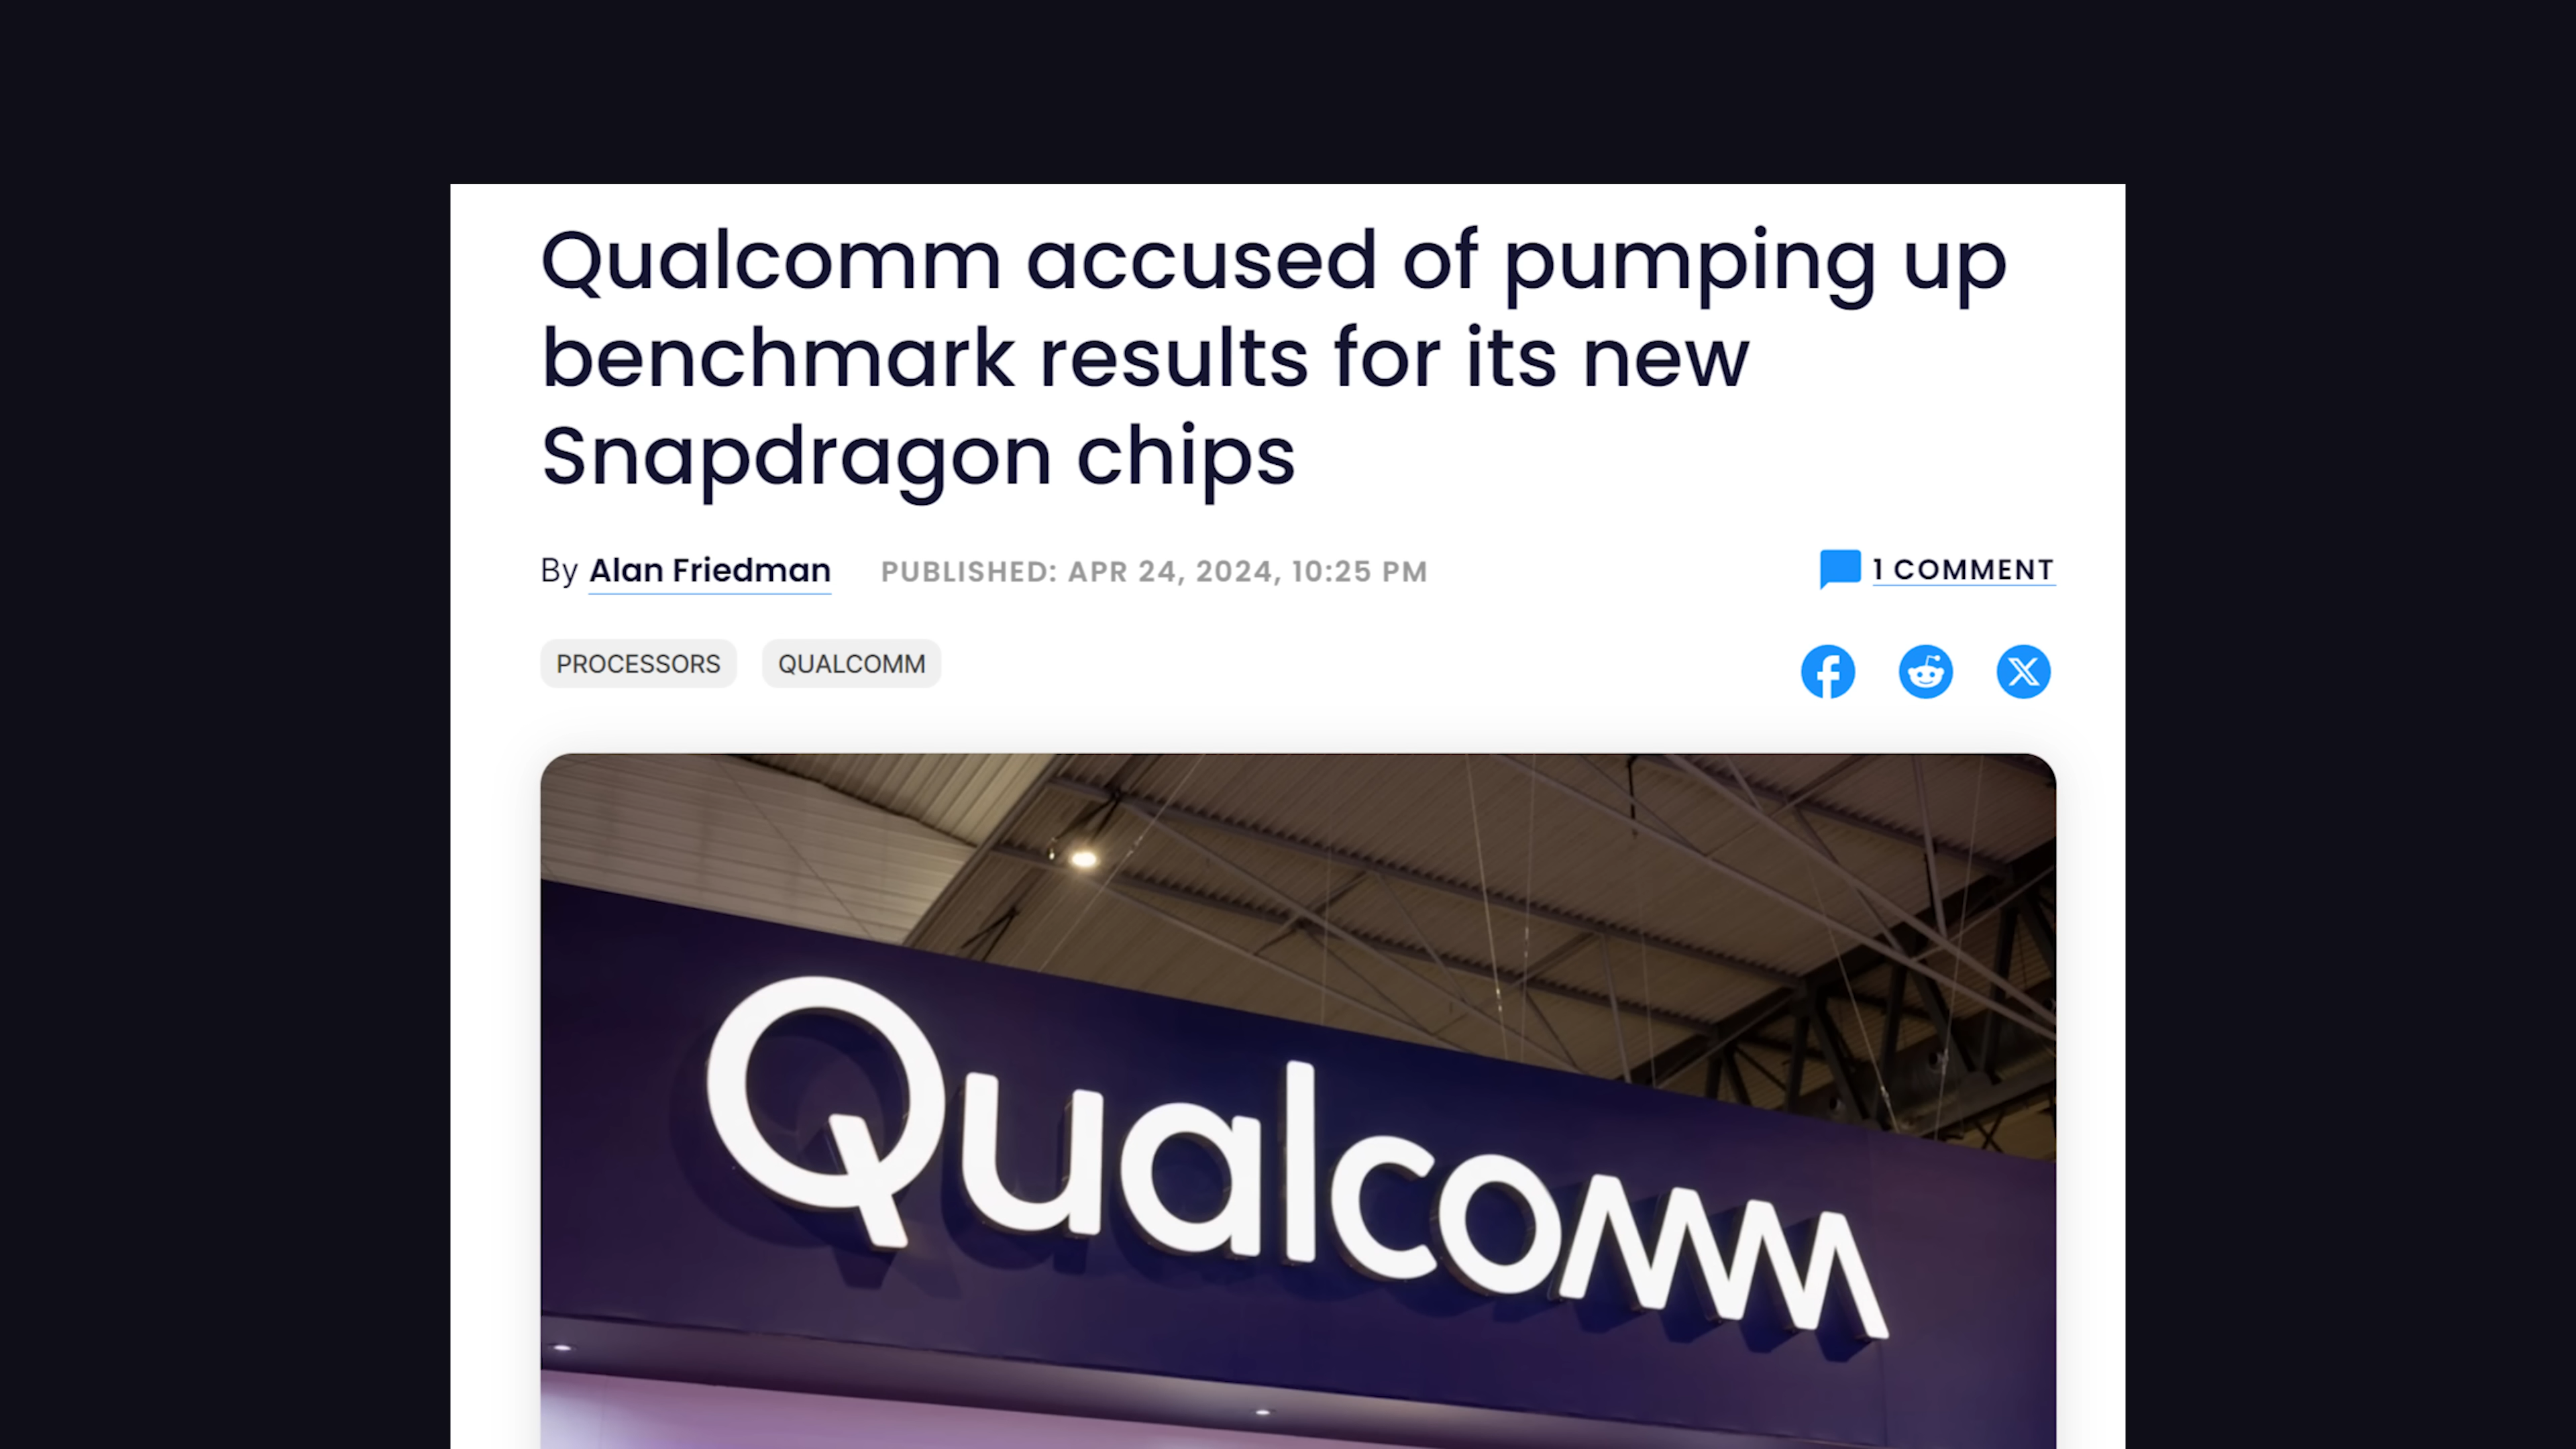 Qualcomm accused of pumping up
benchmark results for its new
Snapdragon chips
By Alan Friedman PUBLISHED: APR 24, 2024, 10:25 PM 1 COMMENT
PROCESSORS QUALCOMM
Qualcomm